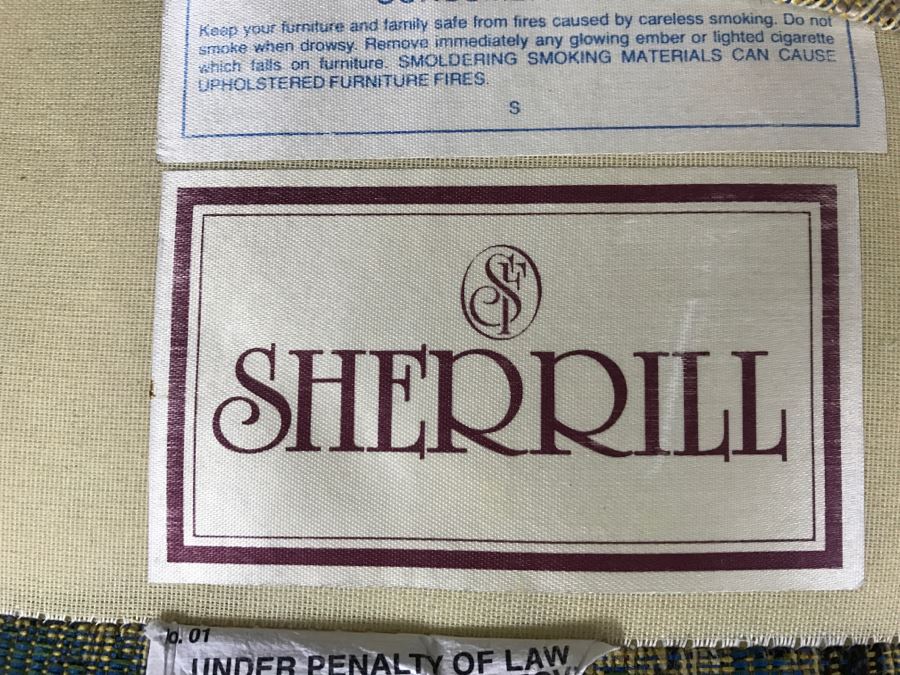 Keep your furniture and family safe from fires caused by careless smoking. Do not
smoke when drowsy. Remove immediately any glowing ember or lighted cigarette
which falls on furniture. SMOLDERING SMOKING MATERIALS CAN CAUSE
UPHOLSTERED FURNITURE FIRES.
S
SHERRILL
o. 01
UNDER PENALTY OF LAW